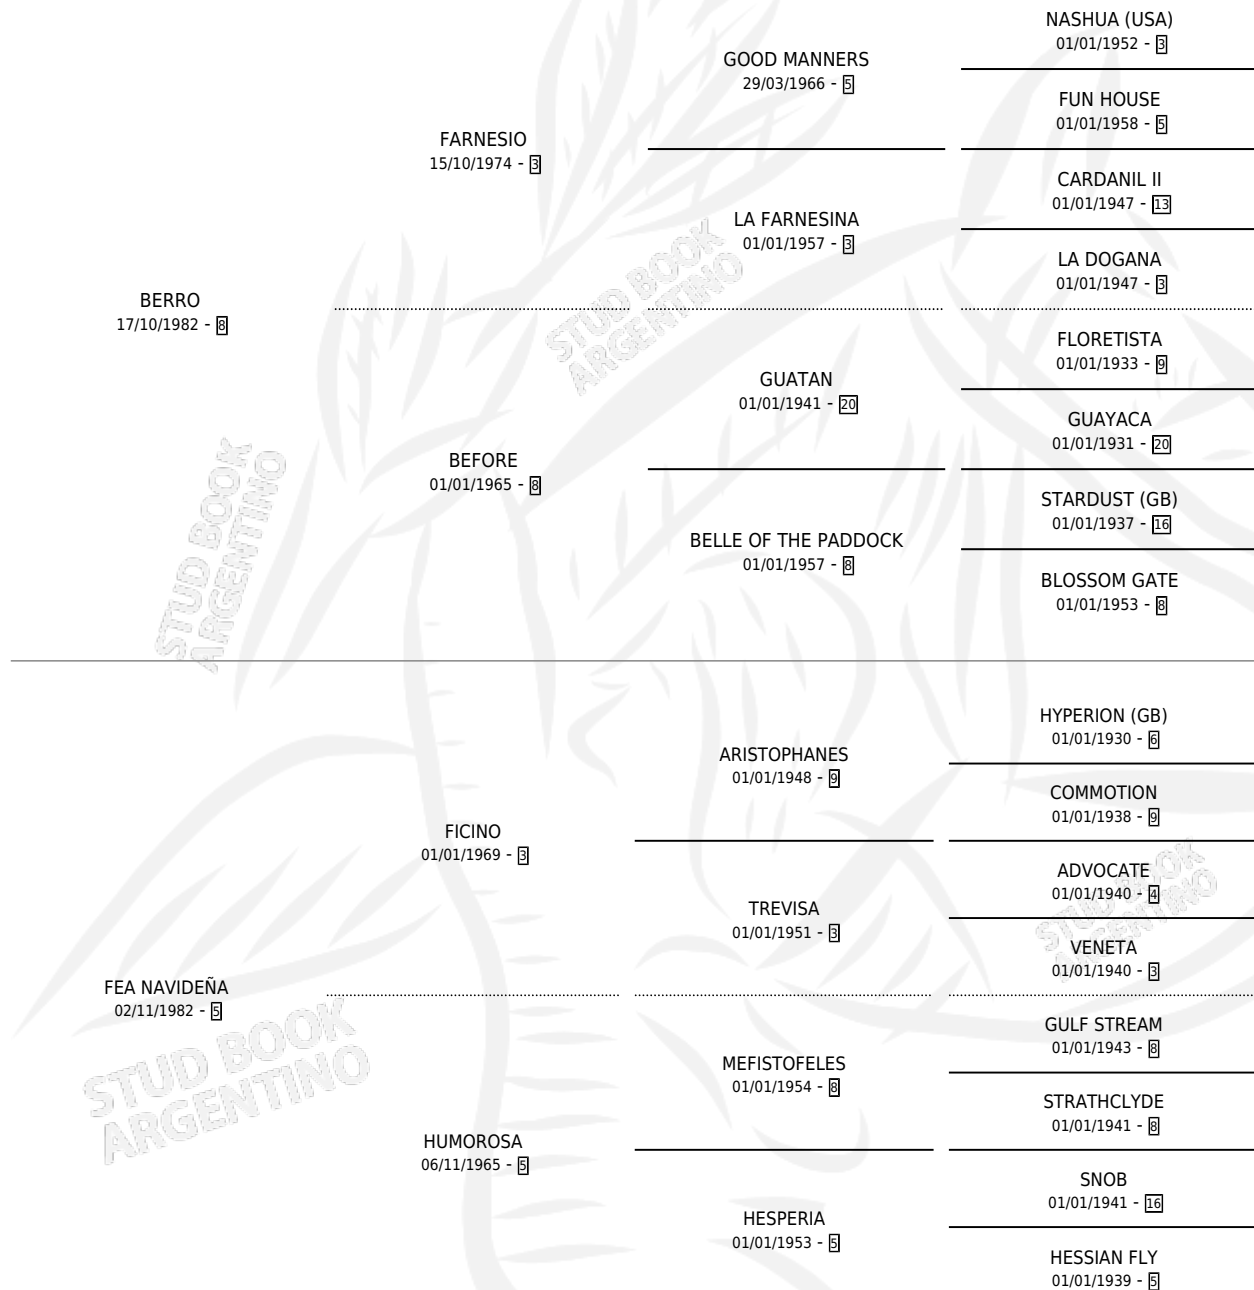 NASHUA (USA)
01/01/1952 - 3
GOOD MANNERS
29/03/1966 - 5
FUN HOUSE
01/01/1958 - 5
FARNESIO
15/10/1974 - 3
CARDANIL II
01/01/1947 - 13
LA FARNESINA
01/01/1957 - 3
LA DOGANA
01/01/1947 - 3
BERRO
17/10/1982 - 8
FLORETISTA
01/01/1933 - 9
GUATAN
01/01/1941 - 20
GUAYACA
01/01/1931 - 20
BEFORE
01/01/1965 - 8
STARDUST (GB)
01/01/1937 - 16
BELLE OF THE PADDOCK
01/01/1957 - 8
BLOSSOM GATE
01/01/1953 - 8
HYPERION (GB)
01/01/1930 - 6
ARISTOPHANES
01/01/1948 - 9
COMMOTION
01/01/1938 - 9
FICINO
01/01/1969 - 3
ADVOCATE
01/01/1940 - 4
TREVISA
01/01/1951 - 3
VENETA
01/01/1940 - 3
FEA NAVIDEÑA
02/11/1982 - 5
GULF STREAM
01/01/1943 - 8
MEFISTOFELES
01/01/1954 - 8
STRATHCLYDE
01/01/1941 - 8
HUMOROSA
06/11/1965 - 5
SNOB
01/01/1941 - 16
HESPERIA
01/01/1953 - 5
HESSIAN FLY
01/01/1939 - 5
STUD BOOK
ARGENTINO
STUD BOOK
ARGENTINO
STUD BOOK
ARGENTINO
STUD BOOK
ARGENTINO